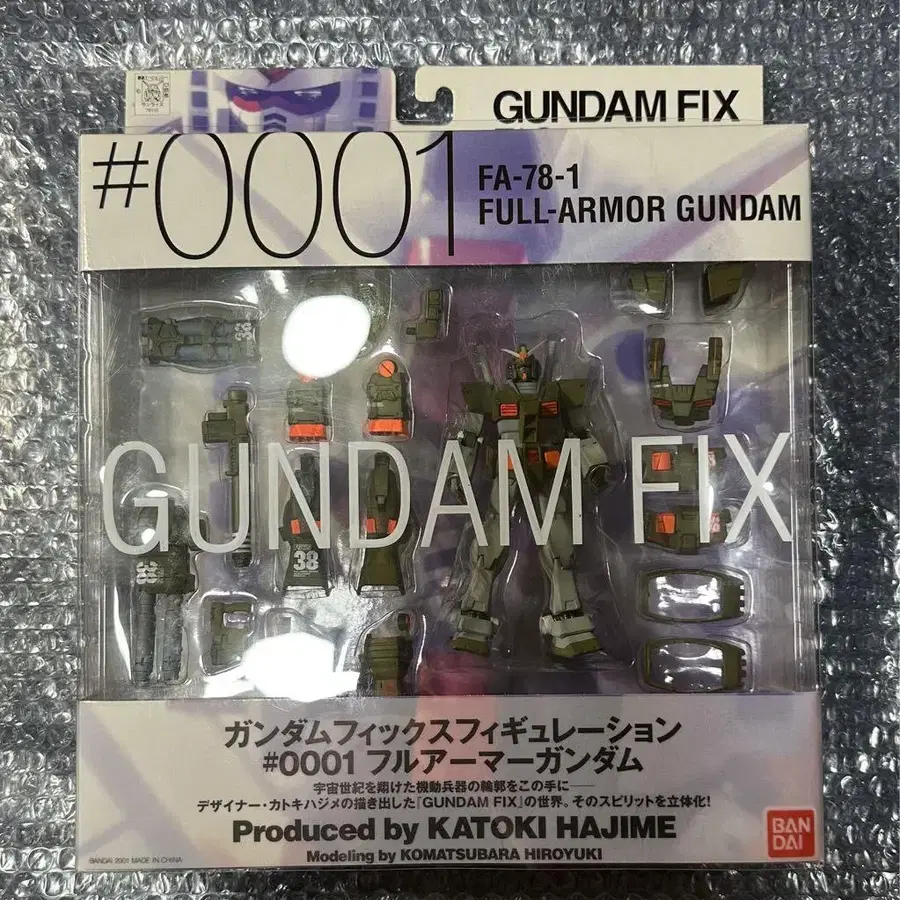 GUNDAM FIX
#0001
FA-78-1
FULL-ARMOR GUNDAM
38
GUNDAM FIX
38
ガンダムフィックスフィギュレーション
#0001 フルアーマーガンダム
宇宙世紀を翔けた機動兵器の輪郭をこの手に―
デザイナー・カトキハジメの描き出した「GUNDAM FIX」の世界。そのスピリットを立体化!
Produced by KATOKI HAJIME
Modeling by KOMATSUBARA HIROYUKI
BANDAI 2001 MADE IN CHINA
BAN
DAI